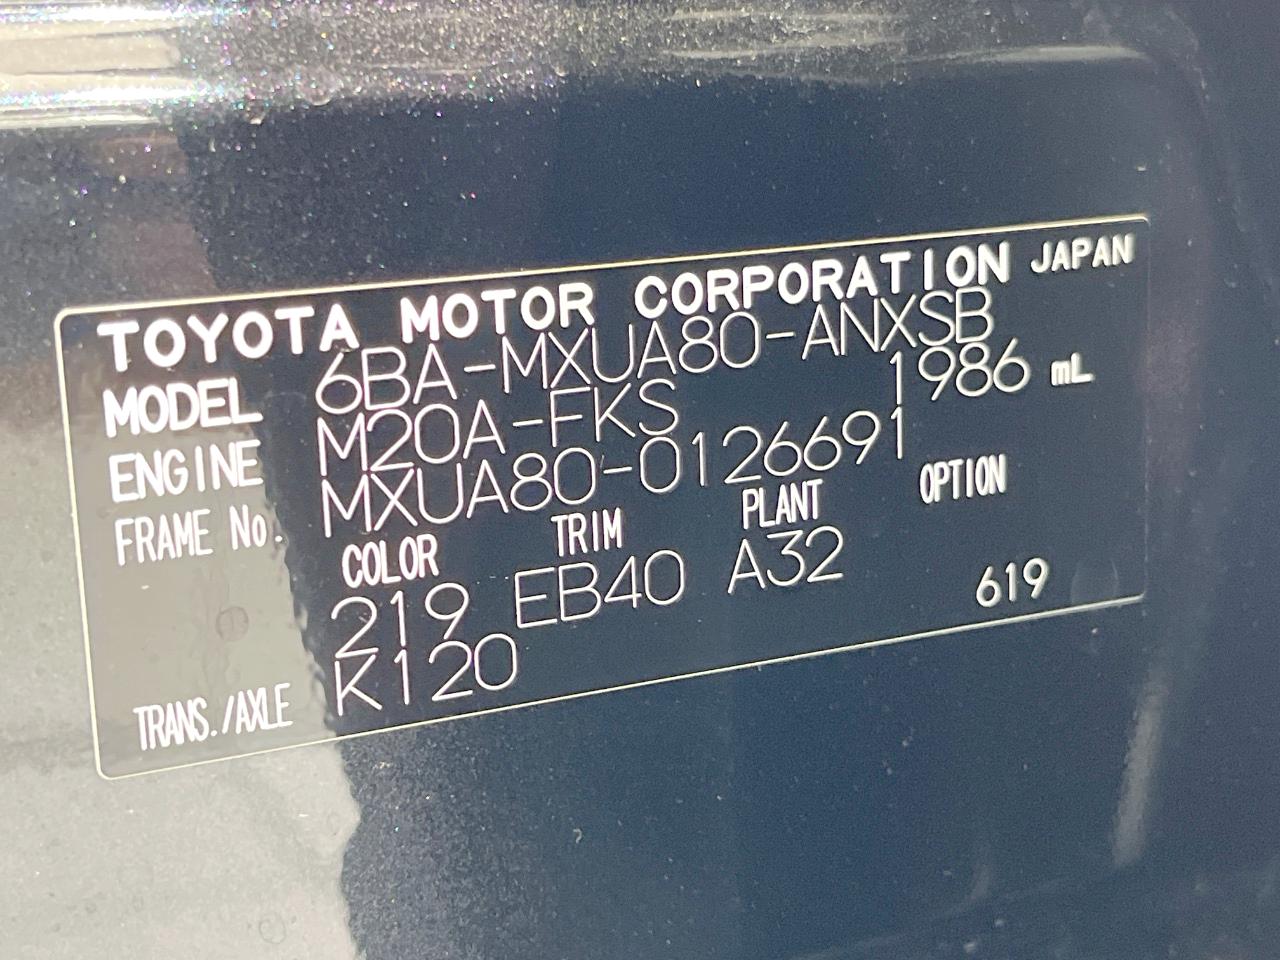 TOYOTA MOTOR CORPORATION JAPAN
MODEL 6BA-MXUA80-ANXSB
ENGINE M20A-FKS 1986 mL
FRAME No. MXUA80-0126691
COLOR TRIM PLANT OPTION
219 EB40 A32 619
TRANS./AXLE K120